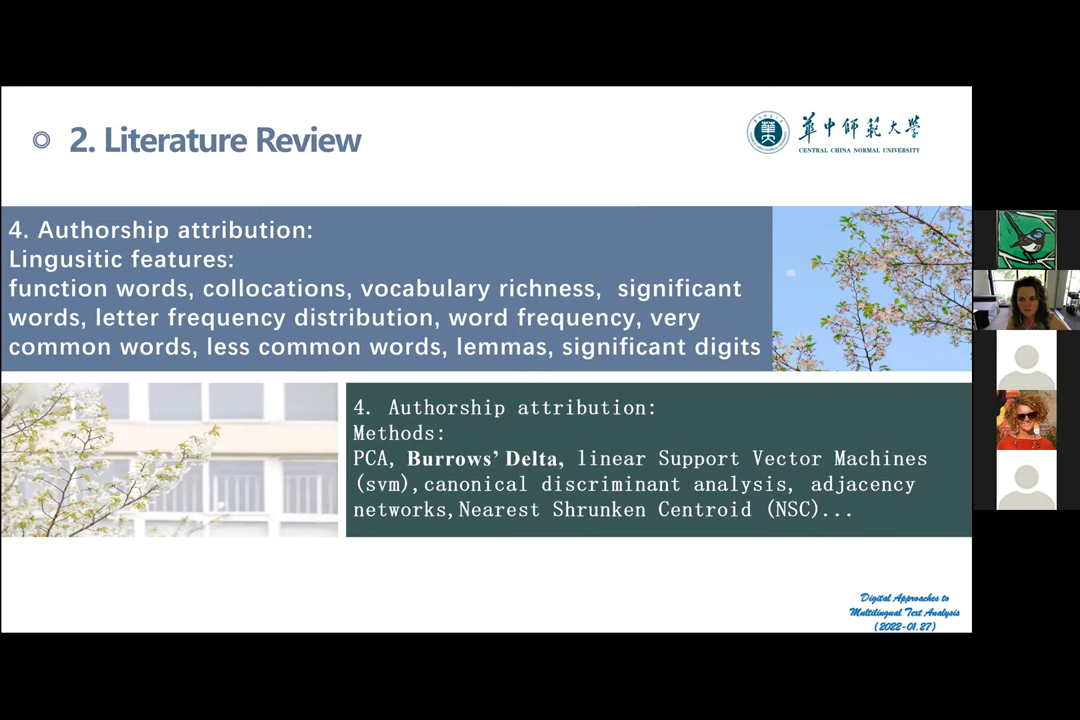 2. Literature Review
華中師範大學
CENTRAL CHINA NORMAL UNIVERSITY
4. Authorship attribution:
Lingusitic features:
function words, collocations, vocabulary richness, significant
words, letter frequency distribution, word frequency, very
common words, less common words, lemmas, significant digits
4. Authorship attribution:
Methods:
PCA, Burrows’ Delta, linear Support Vector Machines
(svm),canonical discriminant analysis, adjacency
networks,Nearest Shrunken Centroid (NSC)...
Digital Approaches to
Multilingual Text Analysis
(2022-01.27)